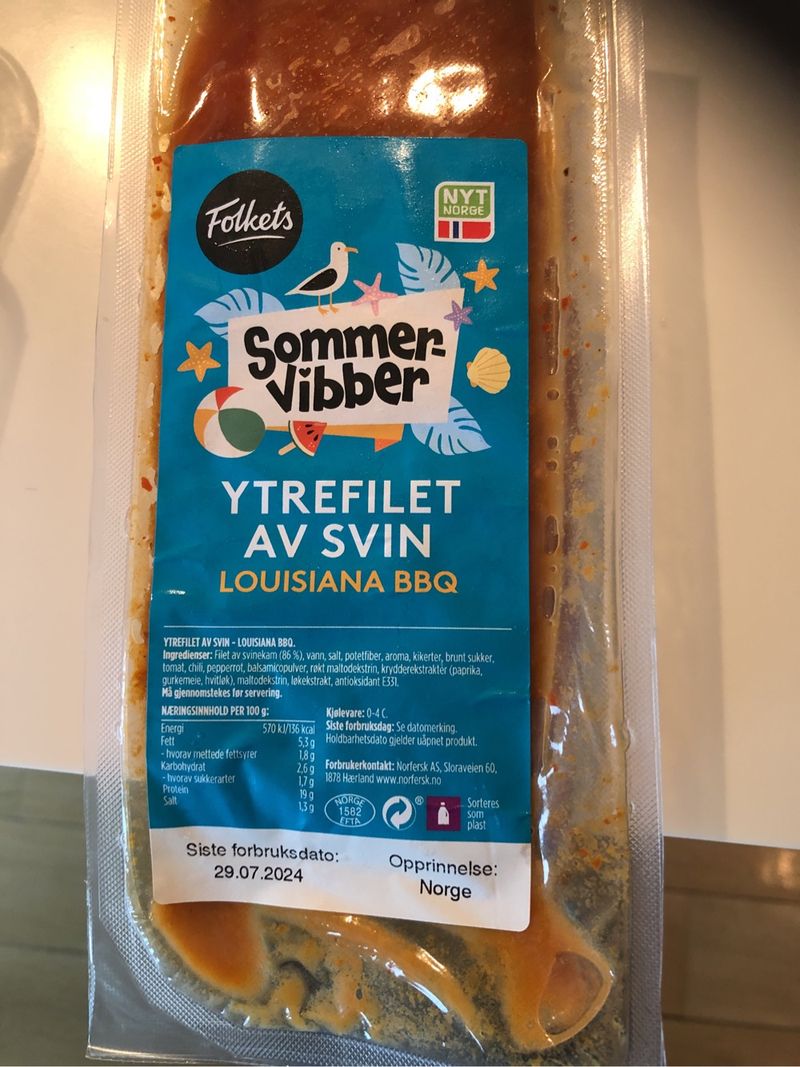 Folkets
NYT
NORGE
Sommer-
vibber
YTREFILET
AV SVIN
LOUISIANA BBQ
YTREFILET AV SVIN - LOUISIANA BBQ.
Ingredienser: Filet av svinekam (86 %), vann, salt, potetfiber, aroma, kikerter, brunt sukker,
tomat, chili, pepperrot, balsamicopulver, røkt maltodekstrin, krydderekstrakter (paprika,
gurkemeie, hvitløk), maltodekstrin, løkekstrakt, antioksidant E331.
Må gjennomstekes før servering.
NÆRINGSINNHOLD PER 100 g:
Energi 570 kJ/136 kcal
Fett 5,3 g
- hvorav mettede fettsyrer 1,8 g
Karbohydrat 2,6 g
- hvorav sukkerarter 1,7 g
Protein 19 g
Salt 1,3 g
Kjølevare: 0-4 C.
Siste forbruksdag: Se datomerking.
Holdbarhetsdato gjelder uåpnet produkt.
Forbrukerkontakt: Norfersk AS, Sloraveien 60,
1878 Hærland www.norfersk.no
NORGE
1582
EFTA
®
Sorteres
som
plast
Siste forbruksdato:
29.07.2024
Opprinnelse:
Norge